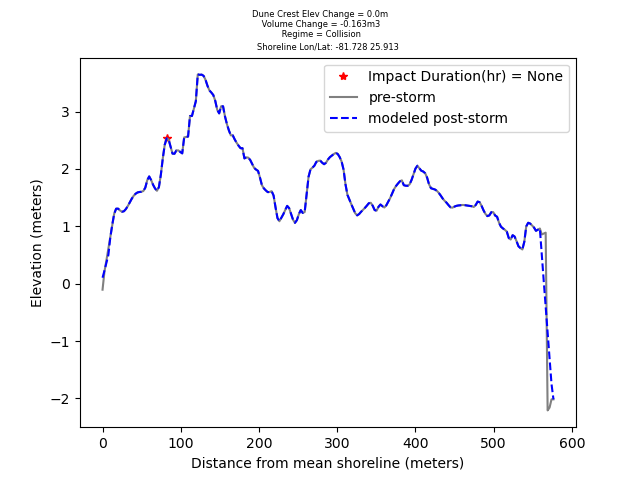 Dune Crest Elev Change = 0.0m
Volume Change = -0.163m3
Regime = Collision
Shoreline Lon/Lat: -81.728 25.913
Impact Duration(hr) = None
pre-storm
modeled post-storm
3
2
1
0
−1
−2
Elevation (meters)
0 100 200 300 400 500 600
Distance from mean shoreline (meters)